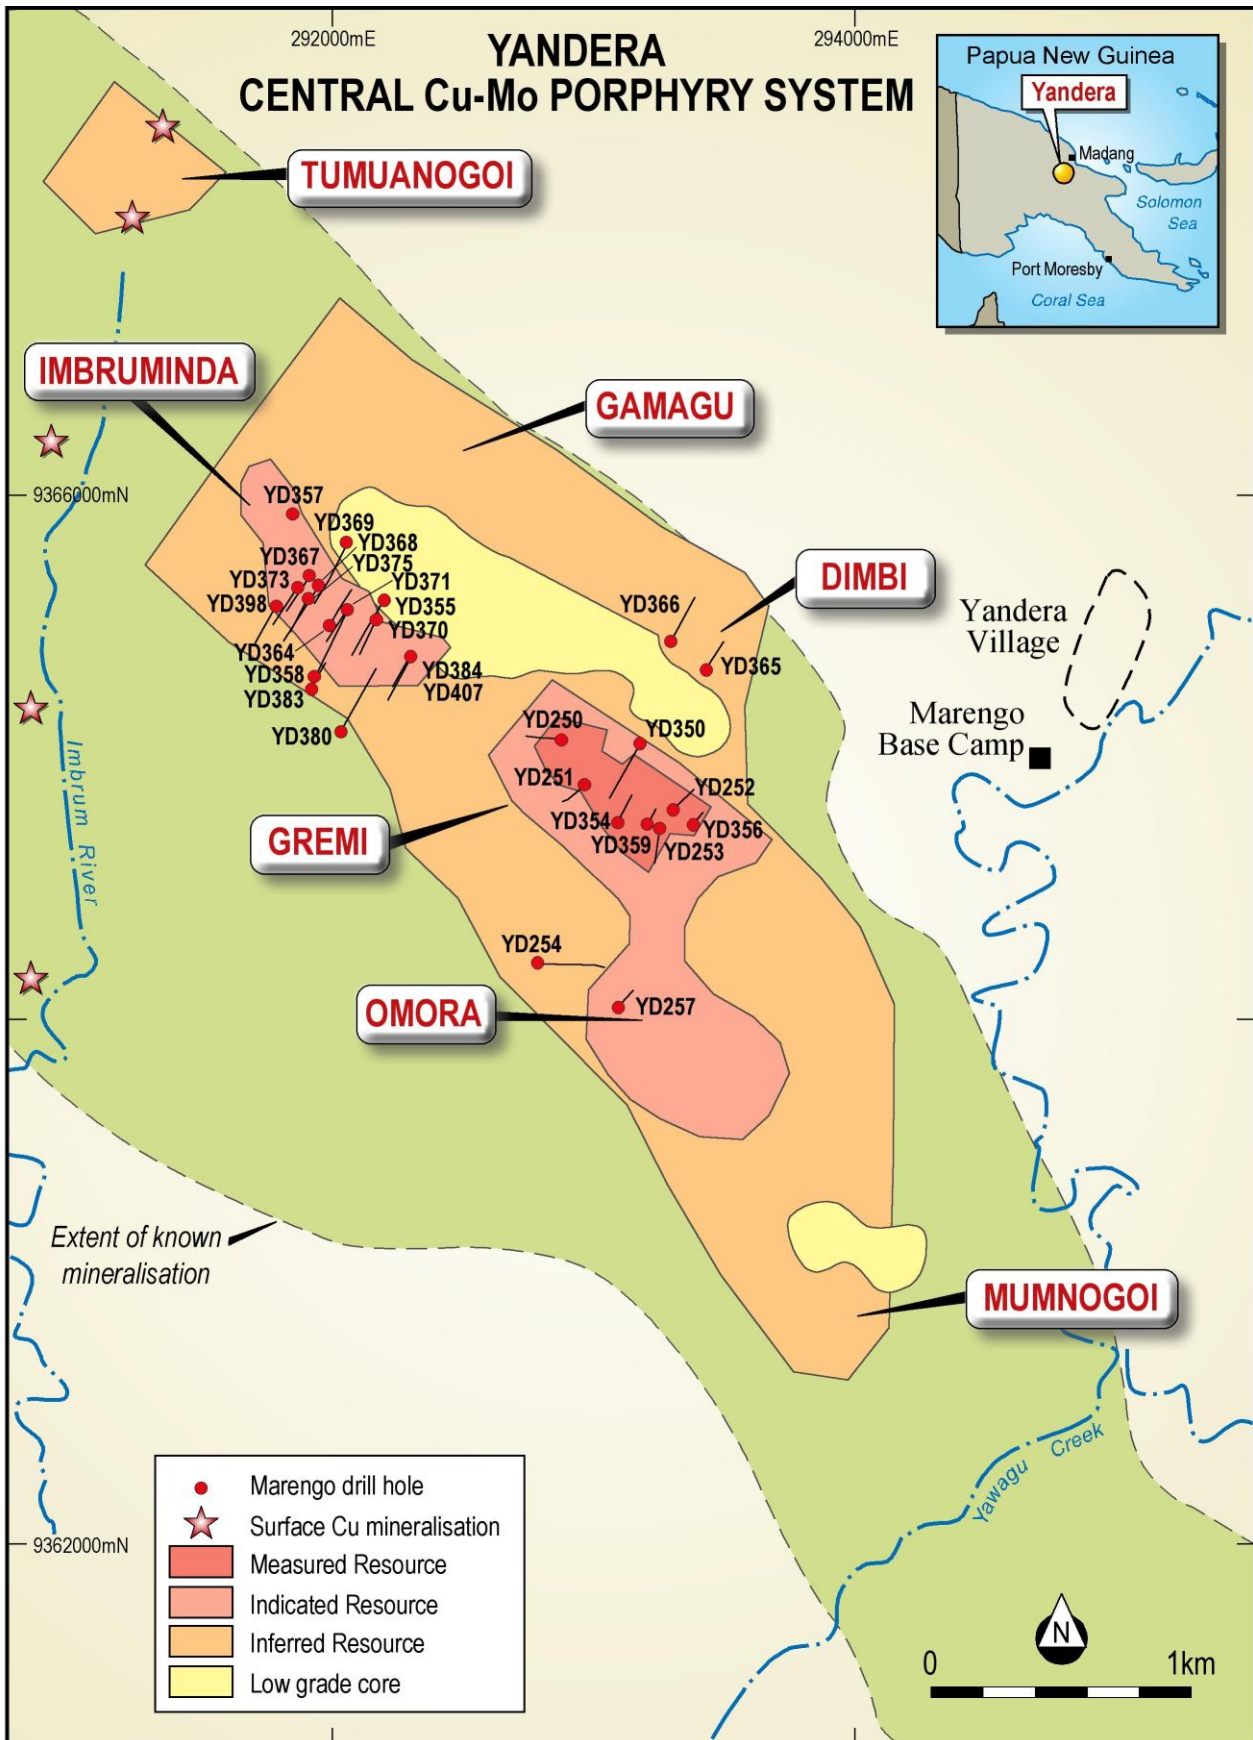 292000mE
294000mE
YANDERA
CENTRAL Cu-Mo PORPHYRY SYSTEM
Papua New Guinea
Yandera
Madang
Solomon
Sea
Port Moresby
Coral Sea
TUMUANOGOI
IMBRUMINDA
GAMAGU
9366000mN
YD357
YD369
YD368
YD367
YD375
YD373
YD371
YD398
YD355
YD370
YD364
YD358
YD384
YD383
YD407
YD380
YD366
DIMBI
YD365
Yandera
Village
Marengo
Base Camp
YD250
YD350
YD251
YD252
YD354
YD356
YD359
YD253
GREMI
Imbrum River
YD254
OMORA
YD257
Extent of known
mineralisation
MUMNOGOI
Yawagu Creek
Marengo drill hole
Surface Cu mineralisation
9362000mN
Measured Resource
Indicated Resource
Inferred Resource
Low grade core
N
0
1km